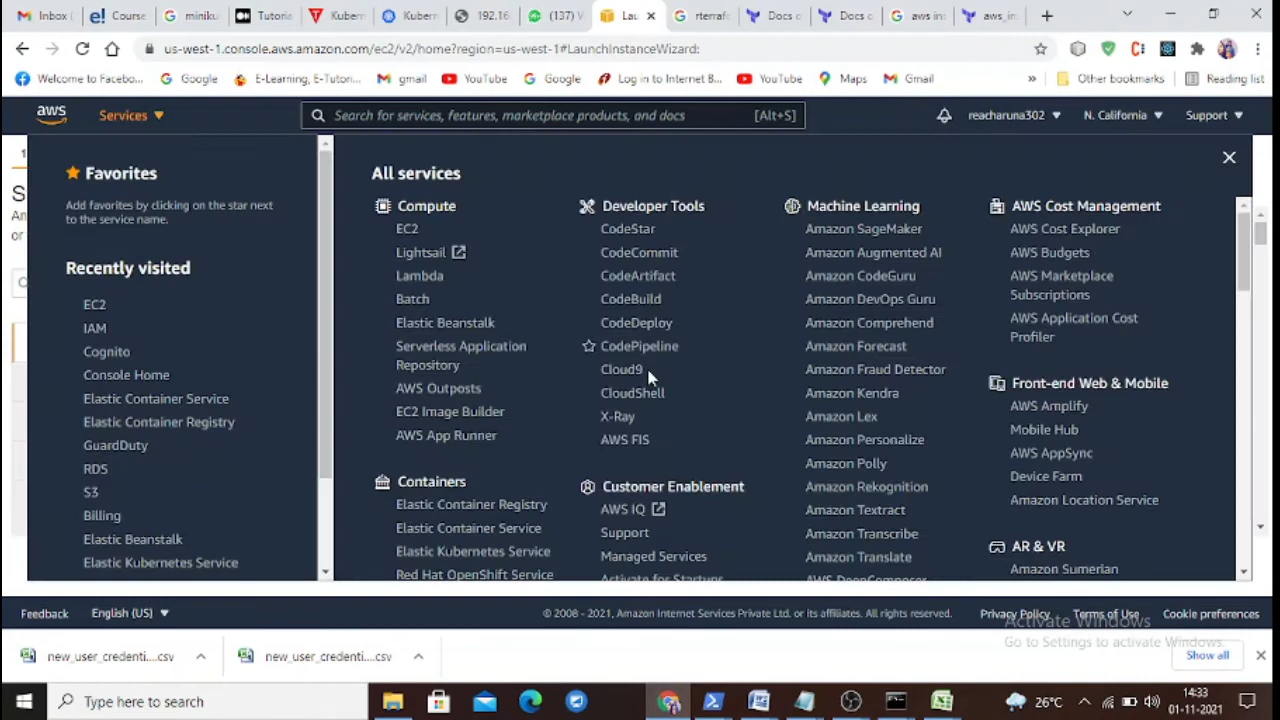 Inbox (
Course
miniku
Tutoria
Kubern
Kubern
192.16
(137) V
Lau
rterraf
Docs o
Docs o
aws in
aws_in
us-west-1.console.aws.amazon.com/ec2/v2/home?region=us-west-1#LaunchInstanceWizard:
Welcome to Facebo...
Google
E-Learning, E-Tutori...
gmail
YouTube
Google
Log in to Internet B...
YouTube
Maps
Gmail
»
Other bookmarks
Reading list
aws
Services
Search for services, features, marketplace products, and docs
[Alt+S]
reacharuna302
N. California
Support
Favorites
Add favorites by clicking on the star next
to the service name.
Recently visited
EC2
IAM
Cognito
Console Home
Elastic Container Service
Elastic Container Registry
GuardDuty
RDS
S3
Billing
Elastic Beanstalk
Elastic Kubernetes Service
All services
Compute
EC2
Lightsail
Lambda
Batch
Elastic Beanstalk
Serverless Application
Repository
AWS Outposts
EC2 Image Builder
AWS App Runner
Containers
Elastic Container Registry
Elastic Container Service
Elastic Kubernetes Service
Red Hat OpenShift Service
Developer Tools
CodeStar
CodeCommit
CodeArtifact
CodeBuild
CodeDeploy
CodePipeline
Cloud9
CloudShell
X-Ray
AWS FIS
Customer Enablement
AWS IQ
Support
Managed Services
Activate for Startups
Machine Learning
Amazon SageMaker
Amazon Augmented AI
Amazon CodeGuru
Amazon DevOps Guru
Amazon Comprehend
Amazon Forecast
Amazon Fraud Detector
Amazon Kendra
Amazon Lex
Amazon Personalize
Amazon Polly
Amazon Rekognition
Amazon Textract
Amazon Transcribe
Amazon Translate
AWS DeepComposer
AWS Cost Management
AWS Cost Explorer
AWS Budgets
AWS Marketplace
Subscriptions
AWS Application Cost
Profiler
Front-end Web & Mobile
AWS Amplify
Mobile Hub
AWS AppSync
Device Farm
Amazon Location Service
AR & VR
Amazon Sumerian
Feedback
English (US)
© 2008 - 2021, Amazon Internet Services Private Ltd. or its affiliates. All rights reserved.
Privacy Policy
Terms of Use
Cookie preferences
Activate Windows
Go to Settings to activate Windows.
new_user_credenti....csv
new_user_credenti....csv
Show all
Type here to search
26°C
14:33
01-11-2021